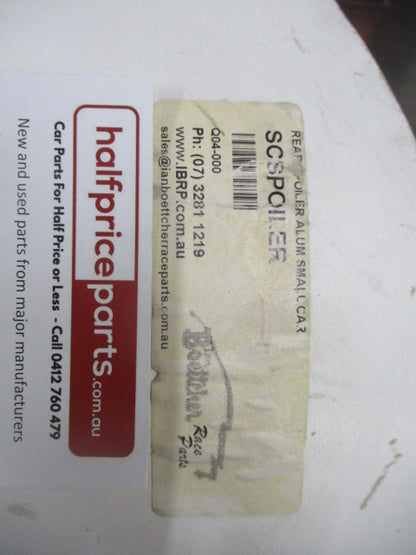 REAR SPOILER ALUM SMALL CAR
SCSPOILER
Q04-000
Ph: (07) 3281 1219
www.IBRP.com.au
sales@ianboettcherraceparts.com.au
Ian
Boettcher
Race
Parts
halfpriceparts.com.au
Car Parts For Half Price or Less - Call 0412 760 479
New and used parts from major manufacturers